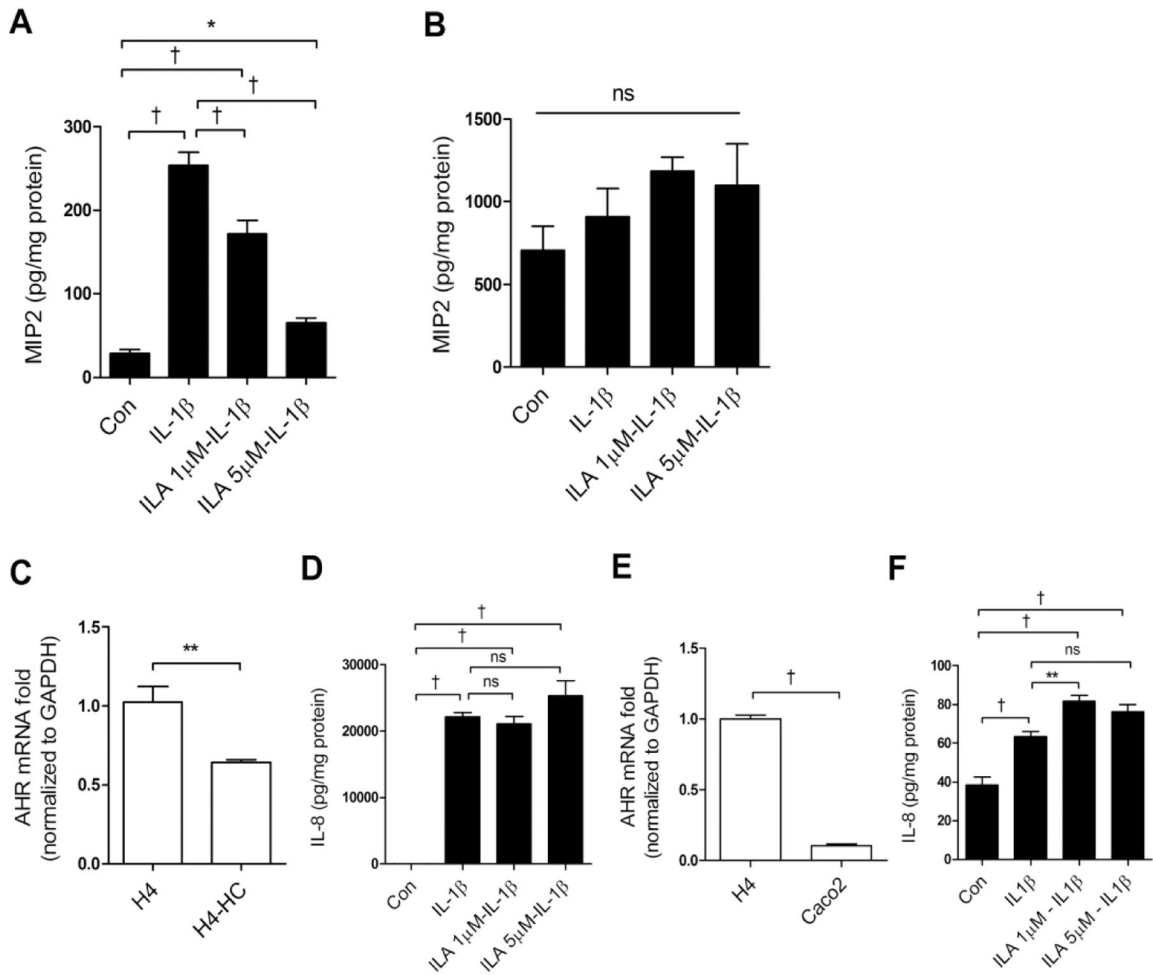 A
*
†
†
†
†
MIP2 (pg/mg protein)
300
200
100
0
Con
IL-1β
ILA 1μM-IL-1β
ILA 5μM-IL-1β
B
ns
MIP2 (pg/mg protein)
1500
1000
500
0
Con
IL-1β
ILA 1μM-IL-1β
ILA 5μM-IL-1β
C
**
AHR mRNA fold
(normalized to GAPDH)
1.5
1.0
0.5
0.0
H4
H4-HC
D
†
†
ns
†
ns
IL-8 (pg/mg protein)
30000
20000
10000
0
Con
IL-1β
ILA 1μM-IL-1β
ILA 5μM-IL-1β
E
†
AHR mRNA fold
(normalized to GAPDH)
1.5
1.0
0.5
0.0
H4
Caco2
F
†
†
ns
**
†
IL-8 (pg/mg protein)
100
80
60
40
20
0
Con
IL1β
ILA 1μM - IL1β
ILA 5μM - IL1β